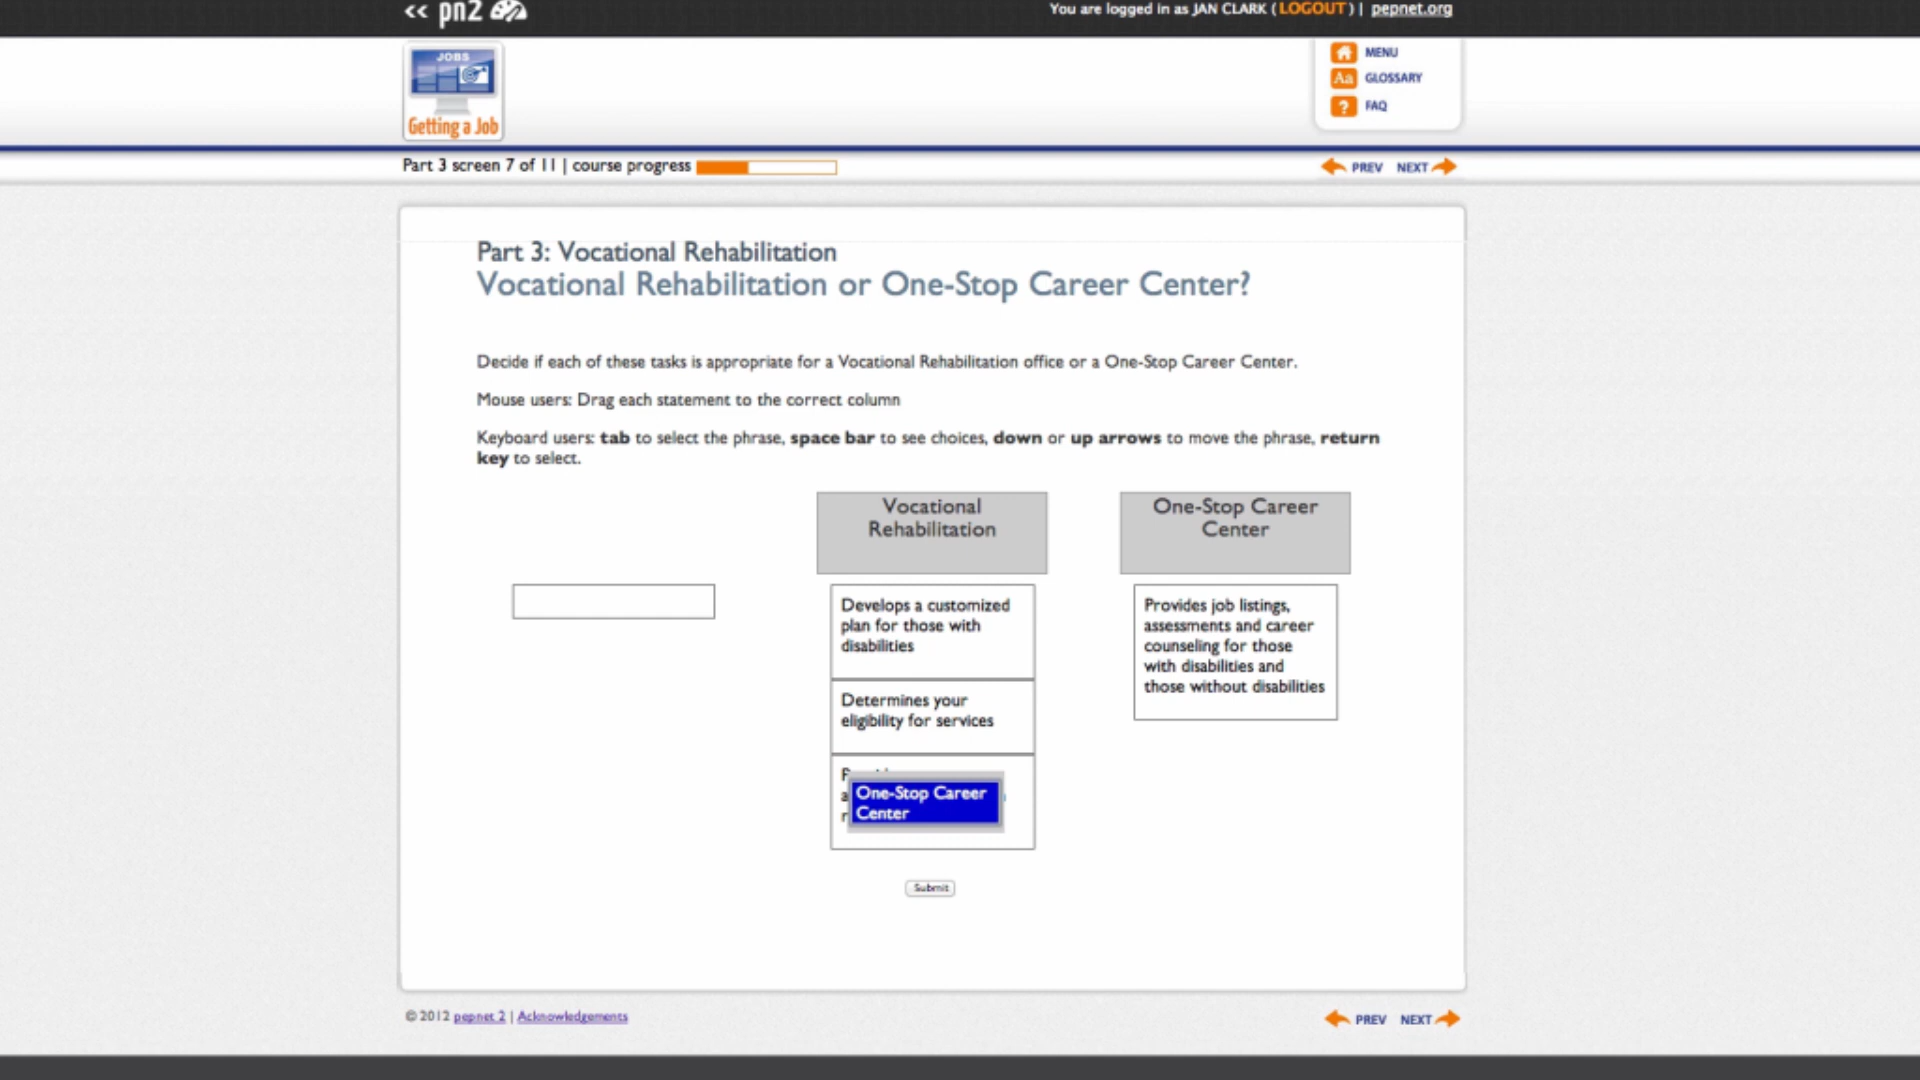 << pn2
You are logged in as JAN CLARK ( LOGOUT ) | pepnet.org
JOBS
Getting a Job
MENU
Aa GLOSSARY
? FAQ
Part 3 screen 7 of 11 | course progress
PREV NEXT
Part 3: Vocational Rehabilitation
Vocational Rehabilitation or One-Stop Career Center?
Decide if each of these tasks is appropriate for a Vocational Rehabilitation office or a One-Stop Career Center.
Mouse users: Drag each statement to the correct column
Keyboard users: tab to select the phrase, space bar to see choices, down or up arrows to move the phrase, return
key to select.
Vocational
Rehabilitation
One-Stop Career
Center
Develops a customized
plan for those with
disabilities
Determines your
eligibility for services
One-Stop Career
Center
Provides job listings,
assessments and career
counseling for those
with disabilities and
those without disabilities
Submit
© 2012 pepnet 2 | Acknowledgements
PREV NEXT